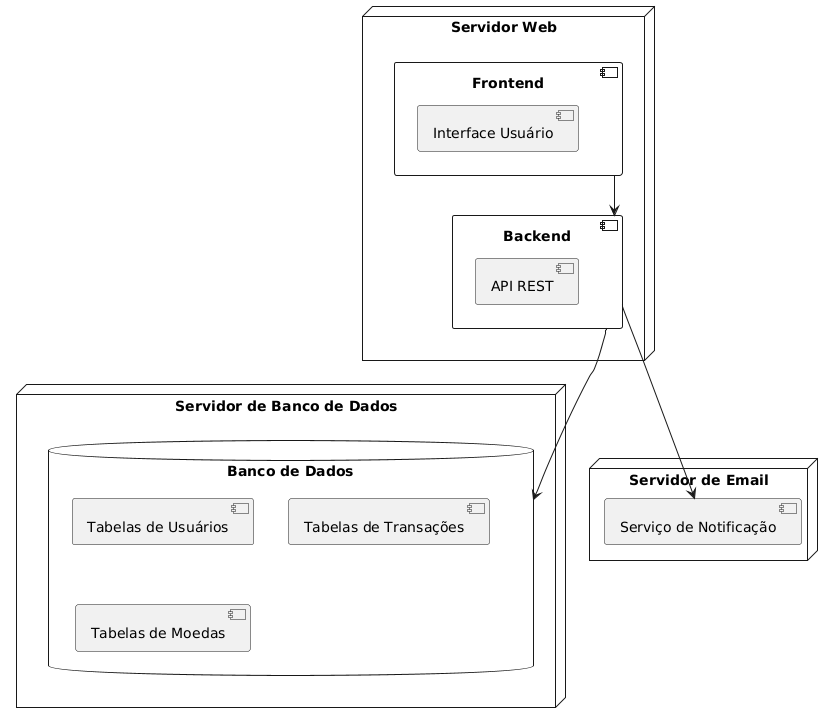 Servidor Web
Frontend
Interface Usuário
Backend
API REST
Servidor de Banco de Dados
Banco de Dados
Tabelas de Usuários
Tabelas de Transações
Tabelas de Moedas
Servidor de Email
Serviço de Notificação